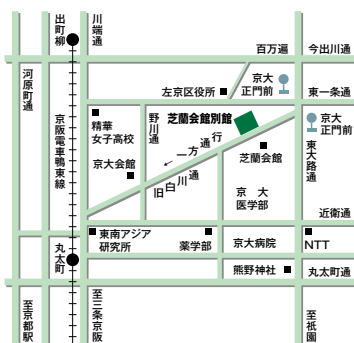 出町柳
川端通
百万遍
今出川通
河原町通
京大
正門前
左京区役所
東一条通
精華
女子高校
野川通
芝蘭会館別館
京大
正門前
京阪電車鴨東線
京大会館
←一方通行
旧白川通
芝蘭会館
東大路通
京大
医学部
近衛通
東南アジア
研究所
薬学部
京大病院
NTT
丸太町
熊野神社
丸太町通
至京都駅
至三条京阪
至祇園